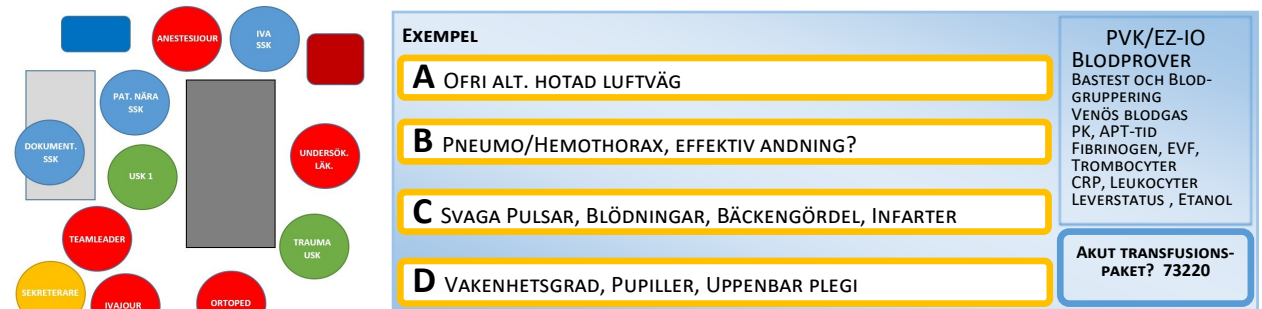 ANESTESIJOUR
IVA
SSK
PAT. NÄRA
SSK
DOKUMENT.
SSK
USK 1
UNDERSÖK.
LÄK.
TEAMLEADER
TRAUMA
USK
SEKRETERARE
IVAJOUR
ORTOPED
EXEMPEL
A OFRI ALT. HOTAD LUFTVÄG
B PNEUMO/HEMOTHORAX, EFFEKTIV ANDNING?
C SVAGA PULSAR, BLÖDNINGAR, BÄCKENGÖRDEL, INFARTER
D VAKENHETSGRAD, PUPILLER, UPPENBAR PLEGI
PVK/EZ-IO
BLODPROVER
BASTEST OCH BLOD-
GRUPPERING
VENÖS BLODGAS
PK, APT-TID
FIBRINOGEN, EVF,
TROMBOCYTER
CRP, LEUKOCYTER
LEVERSTATUS , ETANOL
AKUT TRANSFUSIONS-
PAKET? 73220